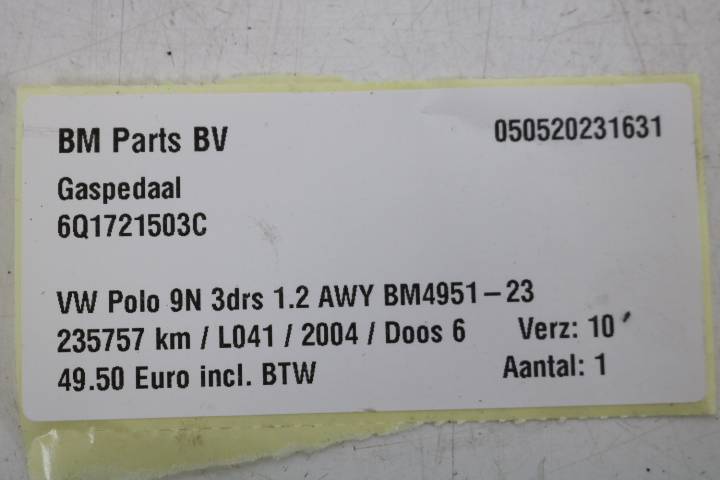 BM Parts BV 050520231631
Gaspedaal
6Q1721503C
VW Polo 9N 3drs 1.2 AWY BM4951-23
235757 km / L041 / 2004 / Doos 6 Verz: 10
49.50 Euro incl. BTW Aantal: 1